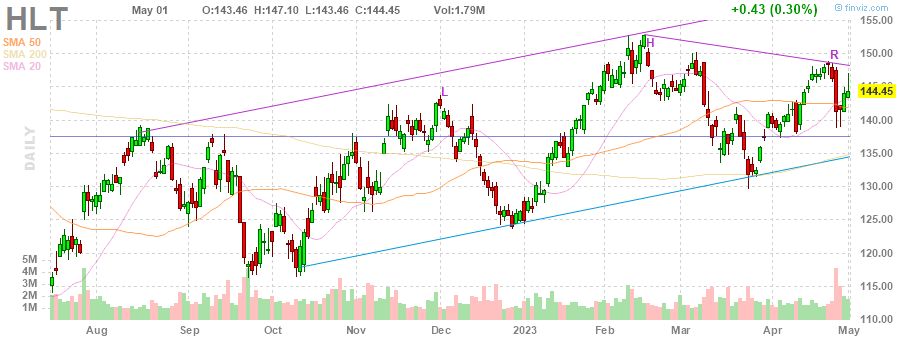 HLT May 01 O:143.46 H:147.10 L:143.46 C:144.45 Vol:1.79M +0.43 (0.30%) © finviz.com
SMA 50
SMA 200
SMA 20
DAILY
L
H
R
155.00
150.00
145.00
144.45
140.00
135.00
130.00
125.00
120.00
115.00
110.00
5M
4M
3M
2M
1M
Aug Sep Oct Nov Dec 2023 Feb Mar Apr May